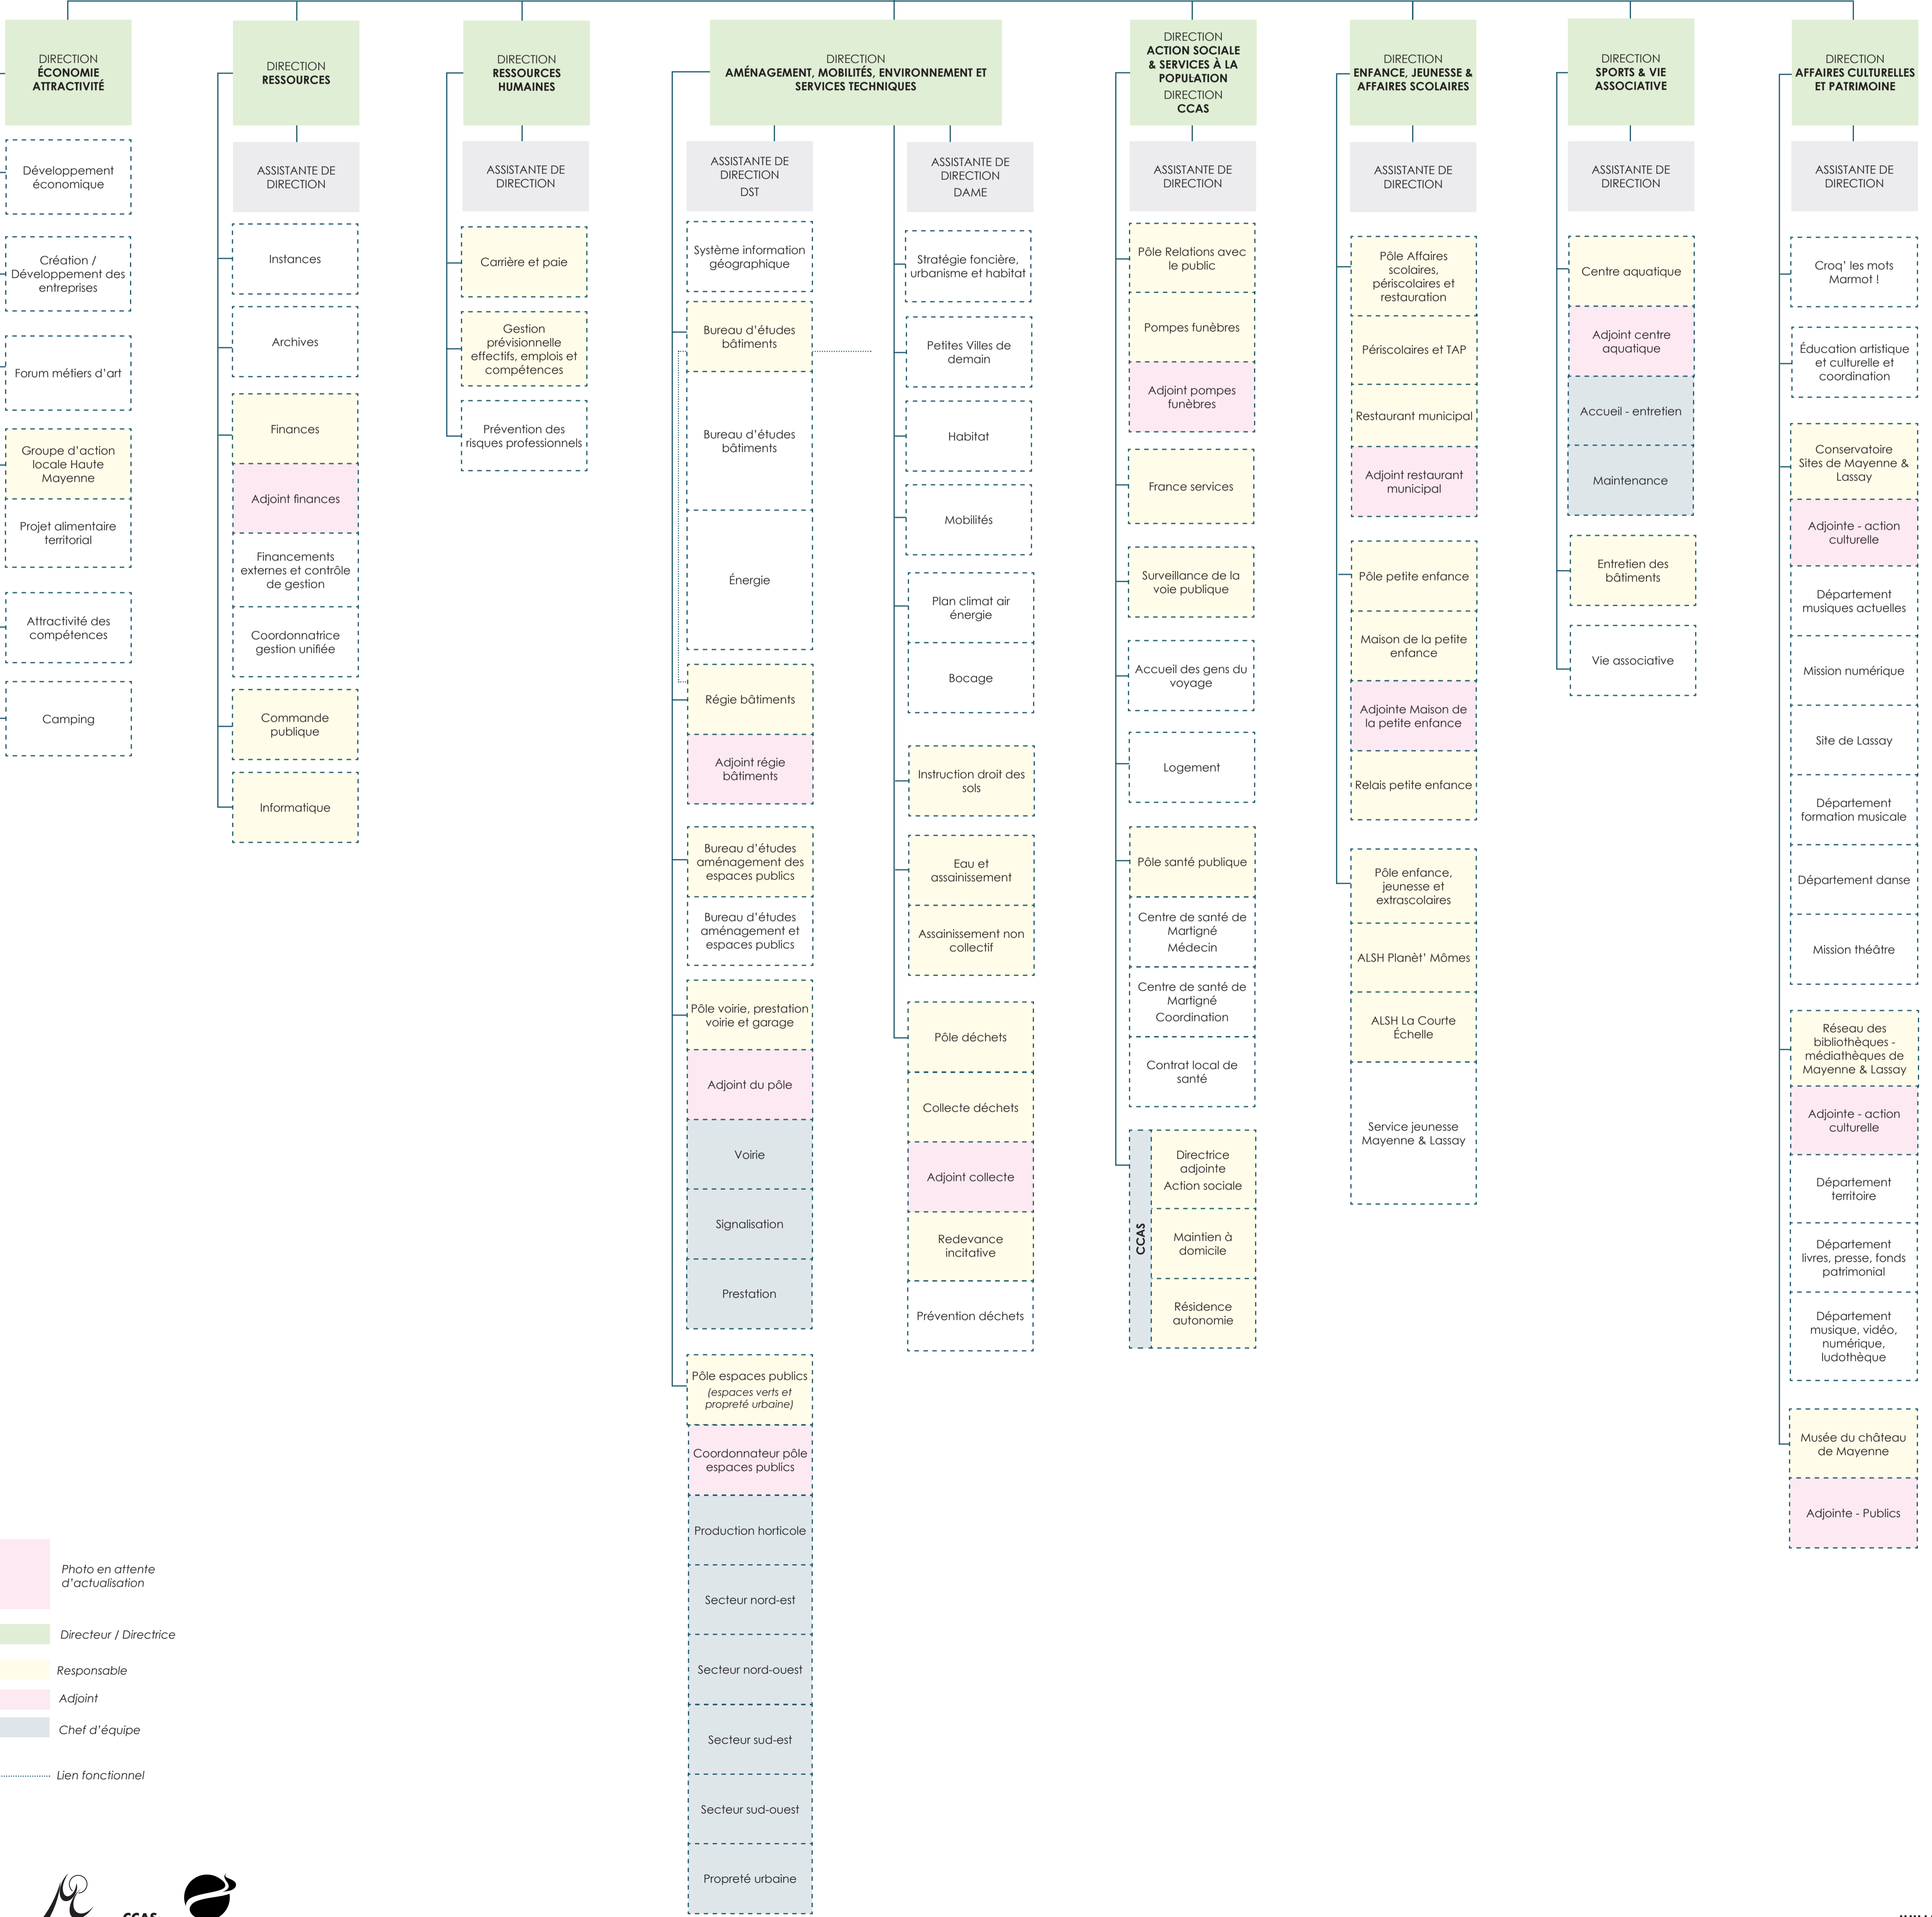 DIRECTION
ÉCONOMIE
ATTRACTIVITÉ
Développement
économique
Création /
Développement des
entreprises
Forum métiers d'art
Groupe d'action
locale Haute
Mayenne
Projet alimentaire
territorial
Attractivité des
compétences
Camping
DIRECTION
RESSOURCES
ASSISTANTE DE
DIRECTION
Instances
Archives
Finances
Adjoint finances
Financements
externes et contrôle
de gestion
Coordonnatrice
gestion unifiée
Commande
publique
Informatique
DIRECTION
RESSOURCES
HUMAINES
ASSISTANTE DE
DIRECTION
Carrière et paie
Gestion
prévisionnelle
effectifs, emplois et
compétences
Prévention des
risques professionnels
DIRECTION
AMÉNAGEMENT, MOBILITÉS, ENVIRONNEMENT ET
SERVICES TECHNIQUES
ASSISTANTE DE
DIRECTION
DST
Système information
géographique
Bureau d'études
bâtiments
Bureau d'études
bâtiments
Énergie
Régie bâtiments
Adjoint régie
bâtiments
Bureau d'études
aménagement des
espaces publics
Bureau d'études
aménagement et
espaces publics
Pôle voirie, prestation
voirie et garage
Adjoint du pôle
Voirie
Signalisation
Prestation
Pôle espaces publics
(espaces verts et
propreté urbaine)
Coordonnateur pôle
espaces publics
Production horticole
Secteur nord-est
Secteur nord-ouest
Secteur sud-est
Secteur sud-ouest
Propreté urbaine
ASSISTANTE DE
DIRECTION
DAME
Stratégie foncière,
urbanisme et habitat
Petites Villes de
demain
Habitat
Mobilités
Plan climat air
énergie
Bocage
Instruction droit des
sols
Eau et
assainissement
Assainissement non
collectif
Pôle déchets
Collecte déchets
Adjoint collecte
Redevance
incitative
Prévention déchets
DIRECTION
ACTION SOCIALE
& SERVICES À LA
POPULATION
DIRECTION
CCAS
ASSISTANTE DE
DIRECTION
Pôle Relations avec
le public
Pompes funèbres
Adjoint pompes
funèbres
France services
Surveillance de la
voie publique
Accueil des gens du
voyage
Logement
Pôle santé publique
Centre de santé de
Martigné
Médecin
Centre de santé de
Martigné
Coordination
Contrat local de
santé
CCAS
Directrice
adjointe
Action sociale
Maintien à
domicile
Résidence
autonomie
DIRECTION
ENFANCE, JEUNESSE &
AFFAIRES SCOLAIRES
ASSISTANTE DE
DIRECTION
Pôle Affaires
scolaires,
périscolaires et
restauration
Périscolaires et TAP
Restaurant municipal
Adjoint restaurant
municipal
Pôle petite enfance
Maison de la petite
enfance
Adjointe Maison de
la petite enfance
Relais petite enfance
Pôle enfance,
jeunesse et
extrascolaires
ALSH Planèt' Mômes
ALSH La Courte
Échelle
Service jeunesse
Mayenne & Lassay
DIRECTION
SPORTS & VIE
ASSOCIATIVE
ASSISTANTE DE
DIRECTION
Centre aquatique
Adjoint centre
aquatique
Accueil - entretien
Maintenance
Entretien des
bâtiments
Vie associative
DIRECTION
AFFAIRES CULTURELLES
ET PATRIMOINE
ASSISTANTE DE
DIRECTION
Croq' les mots
Marmot !
Éducation artistique
et culturelle et
coordination
Conservatoire
Sites de Mayenne &
Lassay
Adjointe - action
culturelle
Département
musiques actuelles
Mission numérique
Site de Lassay
Département
formation musicale
Département danse
Mission théâtre
Réseau des
bibliothèques -
médiathèques de
Mayenne & Lassay
Adjointe - action
culturelle
Département
territoire
Département
livres, presse, fonds
patrimonial
Département
musique, vidéo,
numérique,
ludothèque
Musée du château
de Mayenne
Adjointe - Publics
Photo en attente
d'actualisation
Directeur / Directrice
Responsable
Adjoint
Chef d'équipe
Lien fonctionnel
CCAS